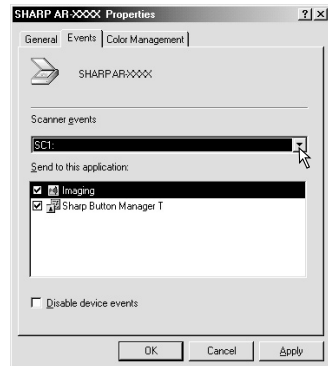 SHARP AR-XXXX Properties
General Events Color Management
SHARP AR-XXXX
Scanner events
SC1:
Send to this application:
Imaging
Sharp Button Manager T
Disable device events
OK Cancel Apply